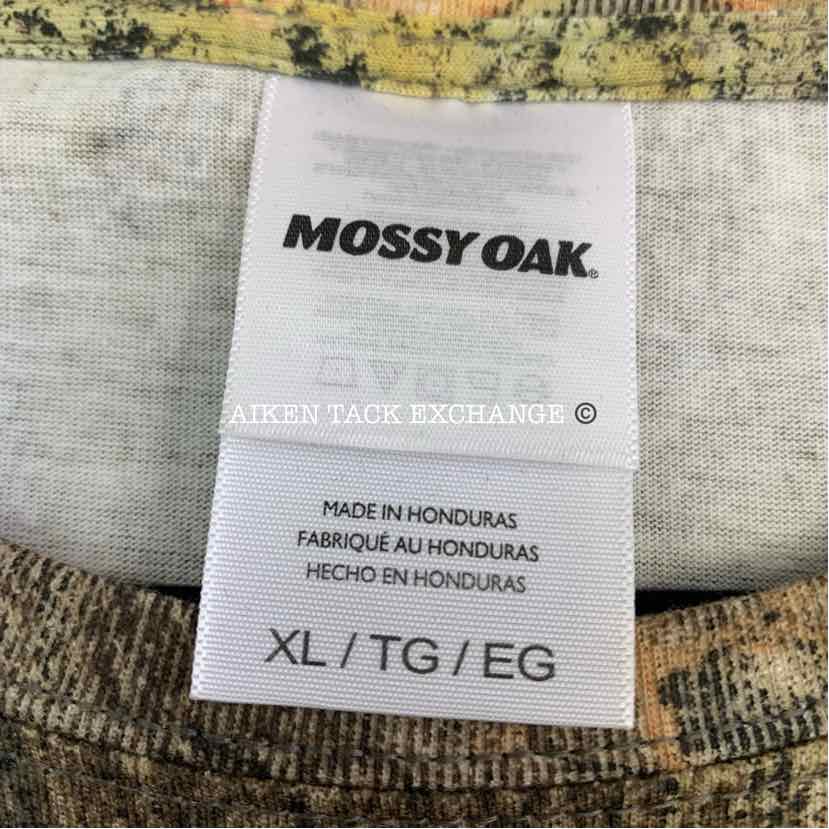 MOSSY OAK®
AIKEN TACK EXCHANGE ©
MADE IN HONDURAS
FABRIQUÉ AU HONDURAS
HECHO EN HONDURAS
XL / TG / EG